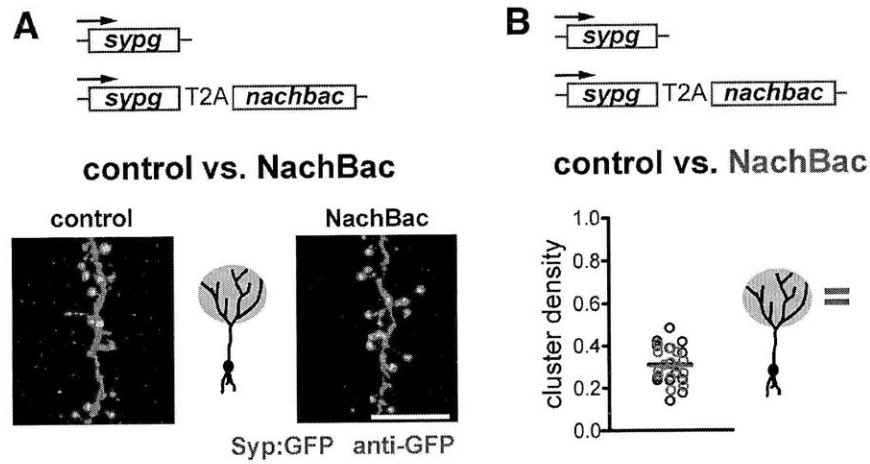 A
sypg
sypg T2A nachbac
control vs. NachBac
control NachBac
Syp:GFP anti-GFP
B
sypg
sypg T2A nachbac
control vs. NachBac
cluster density
1.0
0.8
0.6
0.4
0.2
0.0
=